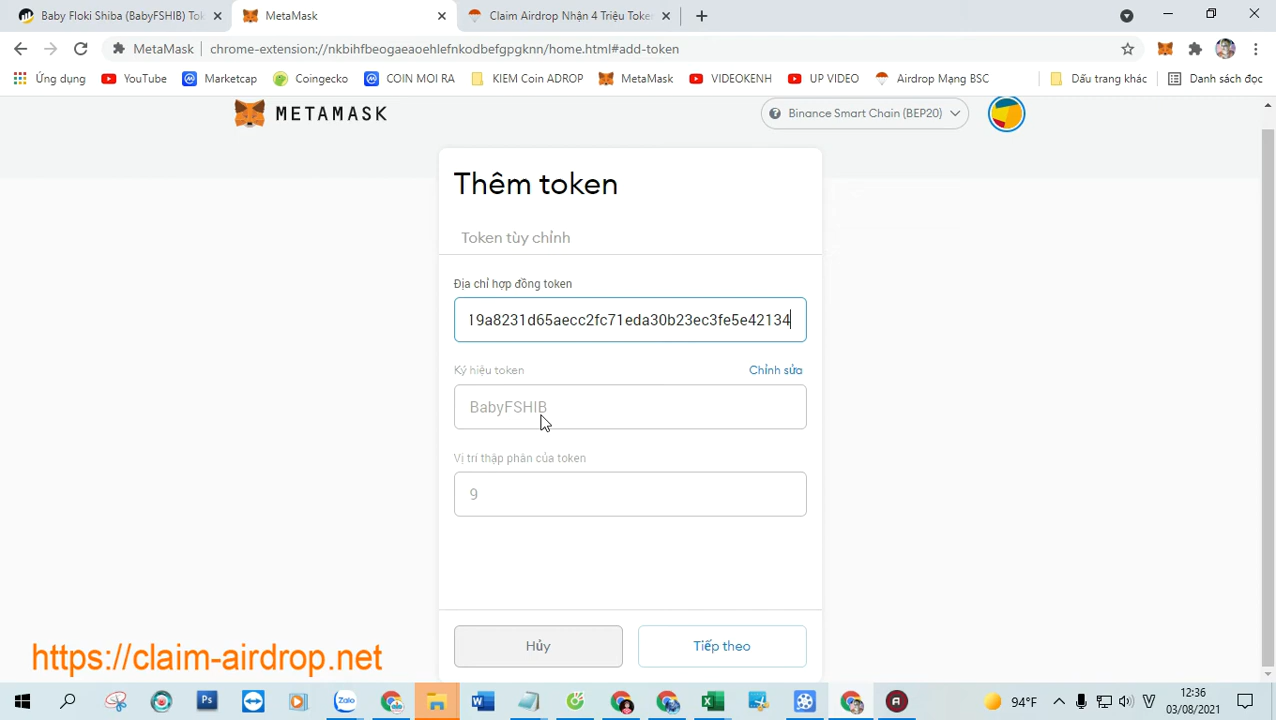 Baby Floki Shiba (BabyFSHIB) To
MetaMask
Claim Airdrop Nhận 4 Triệu Token
MetaMask
chrome-extension://nkbihfbeogaeaoehlefnkodbefgpgknn/home.html#add-token
Ứng dụng
YouTube
Marketcap
Coingecko
COIN MOI RA
KIEM Coin ADROP
MetaMask
VIDEOKENH
UP VIDEO
Airdrop Mạng BSC
Dấu trang khác
Danh sách đọc
METAMASK
Binance Smart Chain (BEP20)
Thêm token
Token tùy chỉnh
Địa chỉ hợp đồng token
19a8231d65aecc2fc71eda30b23ec3fe5e42134
Ký hiệu token
Chỉnh sửa
BabyFSHIB
Vị trí thập phân của token
9
Hủy
Tiếp theo
https://claim-airdrop.net
Ps
Zalo
94°F
V
12:36
03/08/2021